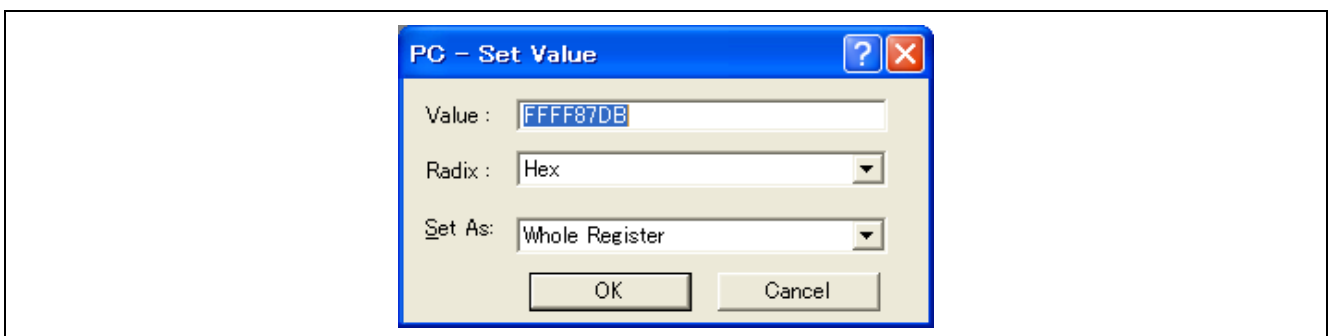 PC - Set Value
Value : FFFF87DB
Radix : Hex
Set As: Whole Register
OK Cancel